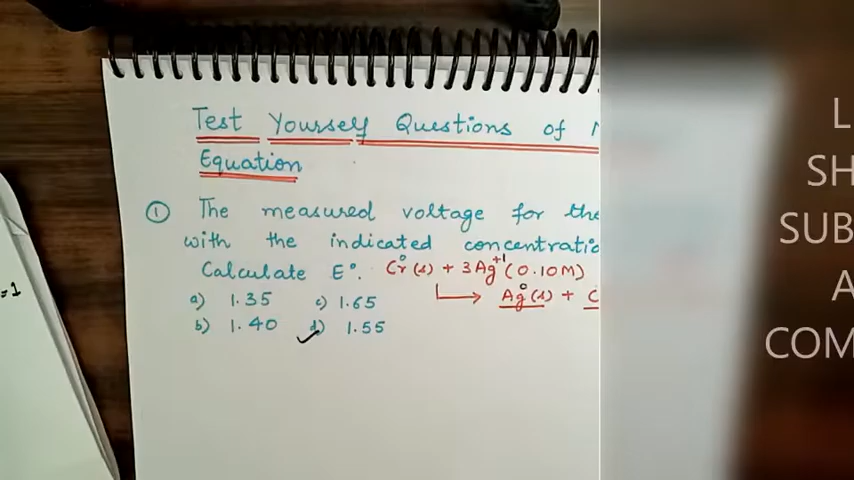 Test Yourself Questions of
Equation
① The measured voltage for the
with the indicated concentratio
Calculate E°. Cr°(s) + 3Ag⁺¹(0.10M)
→ Ag°(s) + C
a) 1.35 c) 1.65
b) 1.40 d) 1.55
=1
L
SH
SUB
A
COM